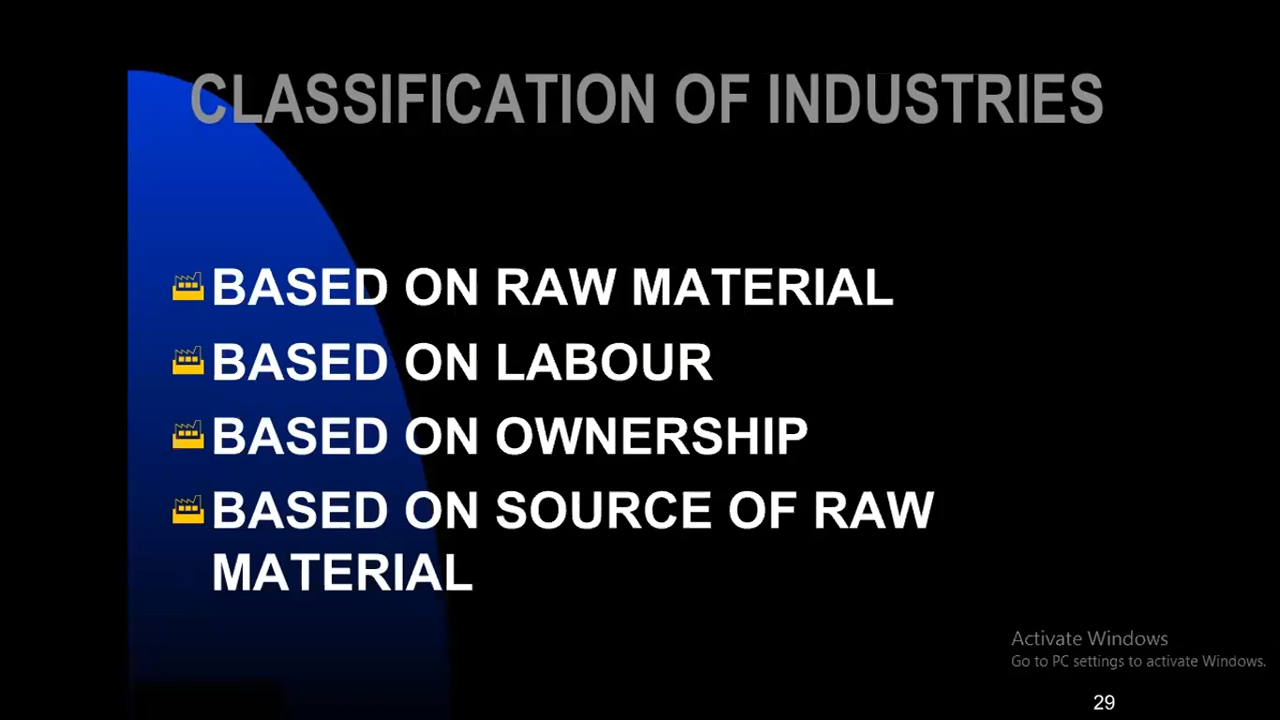 CLASSIFICATION OF INDUSTRIES
BASED ON RAW MATERIAL
BASED ON LABOUR
BASED ON OWNERSHIP
BASED ON SOURCE OF RAW
MATERIAL
Activate Windows
Go to PC settings to activate Windows.
29